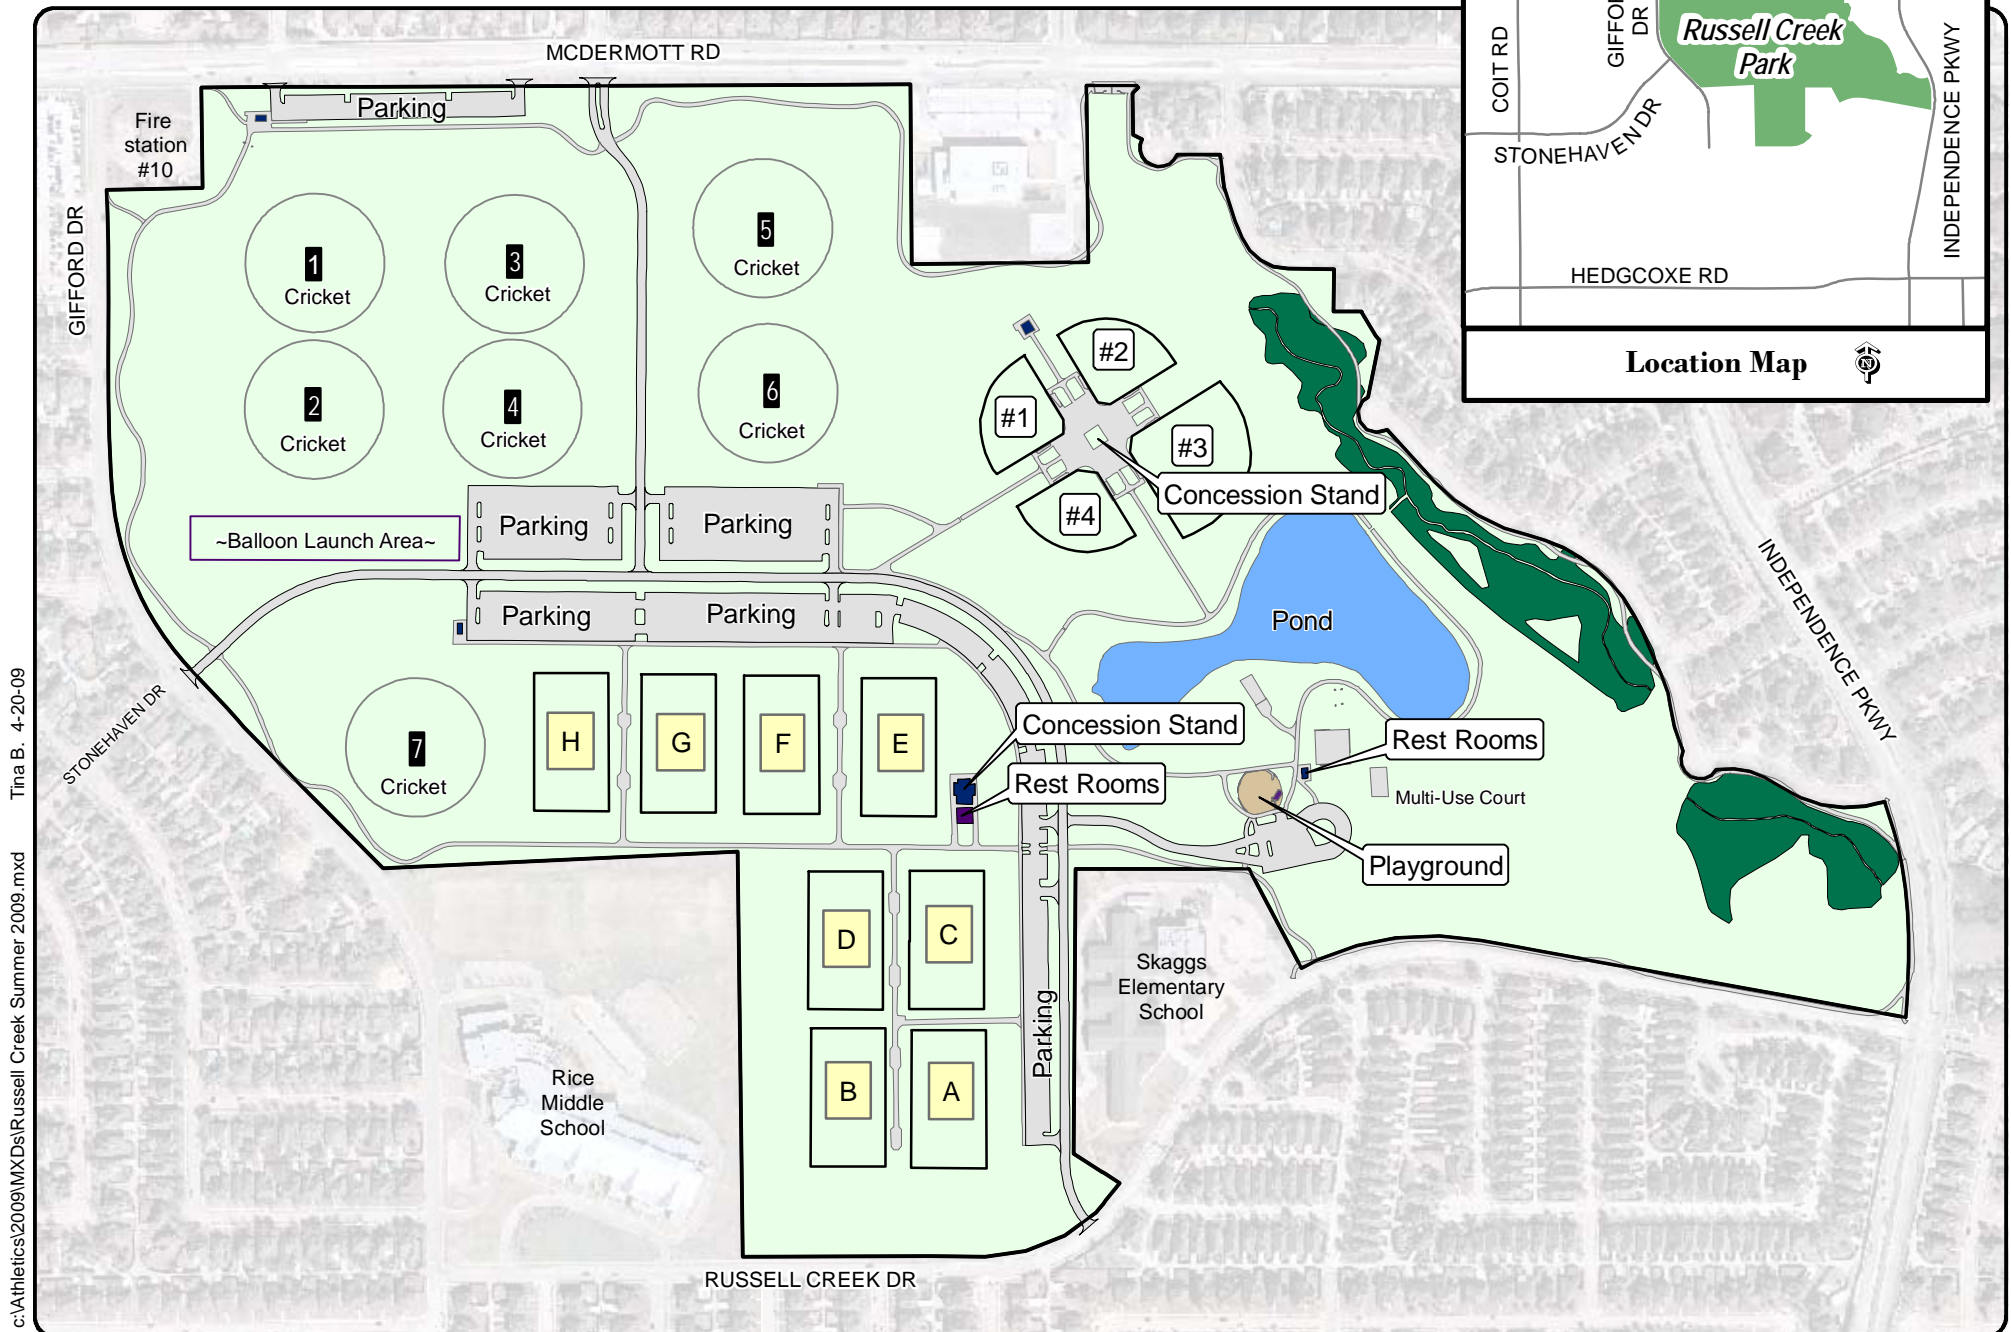 MCDERMOTT RD
Parking
Fire
station
#10
GIFFORD DR
1
Cricket
3
Cricket
5
Cricket
2
Cricket
4
Cricket
6
Cricket
#2
#1
#3
#4
Concession Stand
Parking
Parking
~Balloon Launch Area~
Parking
Parking
Pond
STONEHAVEN DR
7
Cricket
H
G
F
E
Concession Stand
Rest Rooms
Rest Rooms
Multi-Use Court
Playground
D
C
B
A
Parking
Skaggs
Elementary
School
Rice
Middle
School
RUSSELL CREEK DR
INDEPENDENCE PKWY
COIT RD
DR
Russell Creek
Park
STONEHAVEN DR
INDEPENDENCE PKWY
HEDGCOXE RD
Location Map
N
c:\Athletics\2009\MXDs\Russell Creek Summer 2009.mxd Tina B. 4-20-09